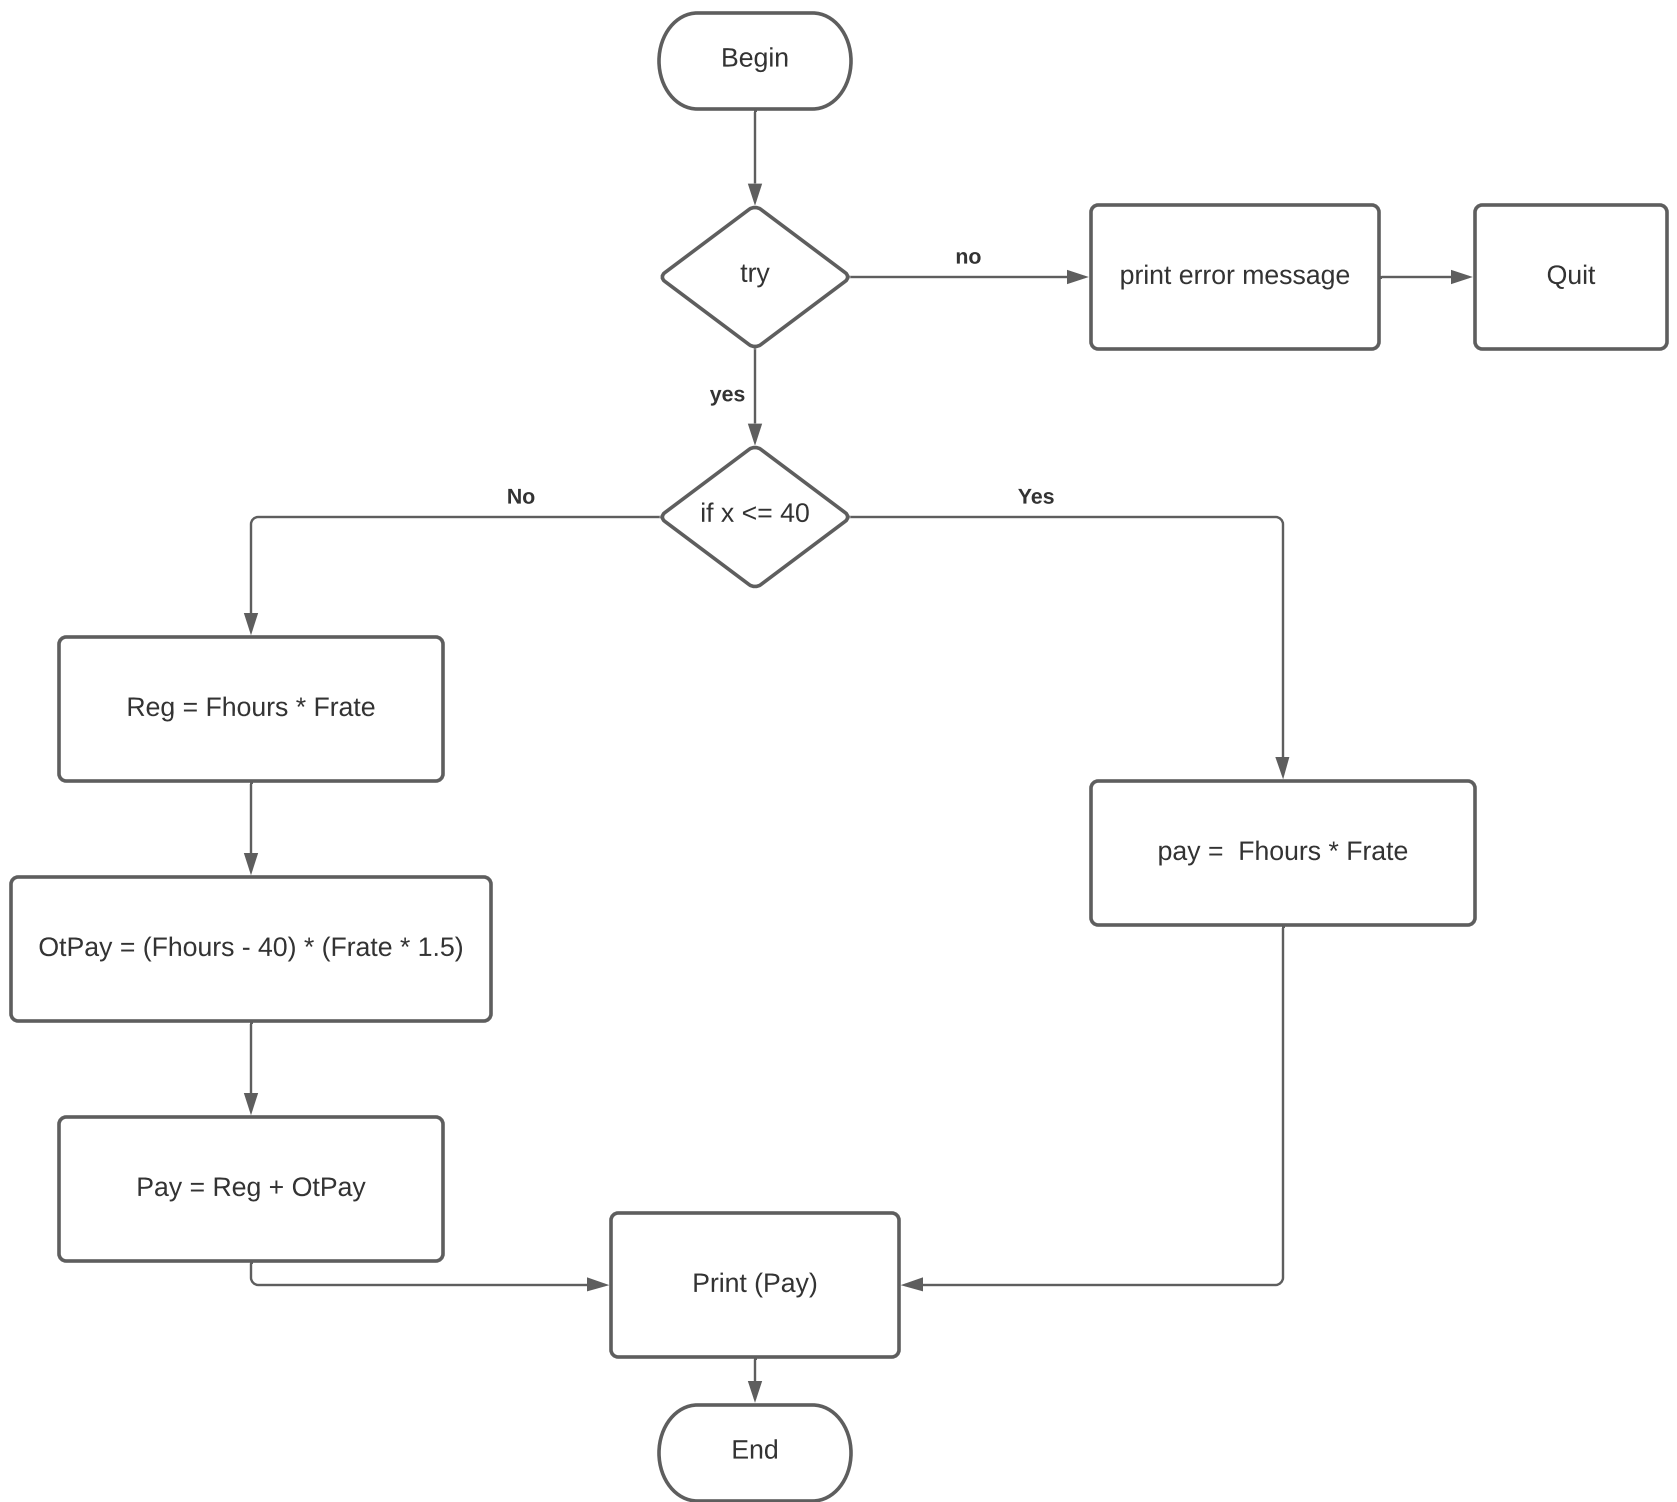 Begin
try
no
print error message
Quit
yes
if x <= 40
No
Yes
Reg = Fhours * Frate
OtPay = (Fhours - 40) * (Frate * 1.5)
Pay = Reg + OtPay
pay =  Fhours * Frate
Print (Pay)
End